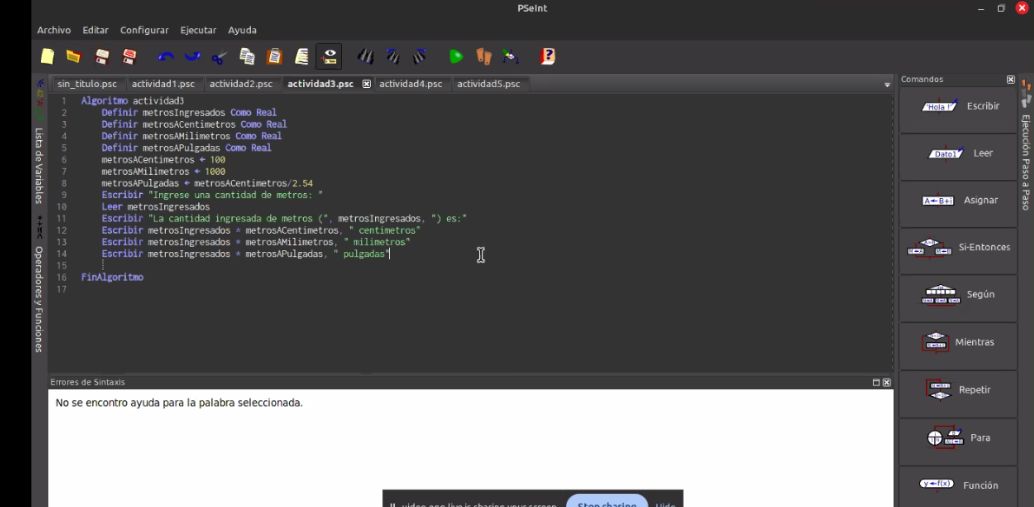 PSeInt
Archivo Editar Configurar Ejecutar Ayuda
sin_titulo.psc actividad1.psc actividad2.psc actividad3.psc actividad4.psc actividad5.psc
1 Algoritmo actividad3
2 Definir metrosIngresados Como Real
3 Definir metrosACentimetros Como Real
4 Definir metrosAMilimetros Como Real
5 Definir metrosAPulgadas Como Real
6 metrosACentimetros ← 100
7 metrosAMilimetros ← 1000
8 metrosAPulgadas ← metrosACentimetros/2.54
9 Escribir "Ingrese una cantidad de metros: "
10 Leer metrosIngresados
11 Escribir "La cantidad ingresada de metros (", metrosIngresados, ") es:"
12 Escribir metrosIngresados * metrosACentimetros, " centimetros"
13 Escribir metrosIngresados * metrosAMilimetros, " milimetros"
14 Escribir metrosIngresados * metrosAPulgadas, " pulgadas"
15
16 FinAlgoritmo
17
Lista de Variables
Operadores y Funciones
Errores de Sintaxis
No se encontro ayuda para la palabra seleccionada.
Comandos
'Hola !' Escribir
Dato1 Leer
A←B+1 Asignar
Si-Entonces
Según
Mientras
Repetir
Para
y←f(x) Función
Ejecución Paso a Paso
Stop sharing Hide